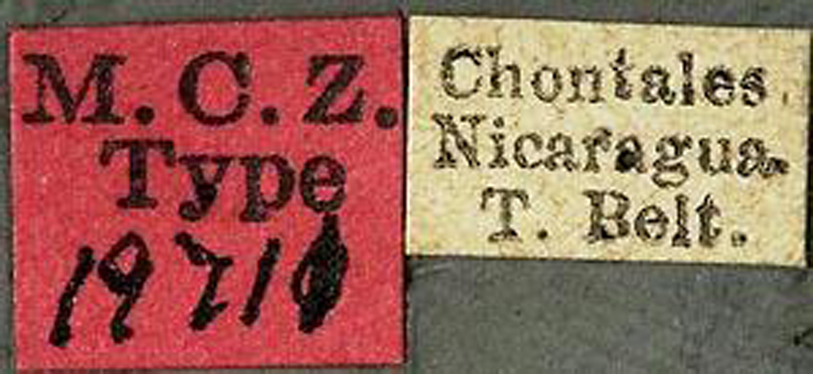 M. C. Z.
Type
Chontales.
Nicaragua.
T. Belt.